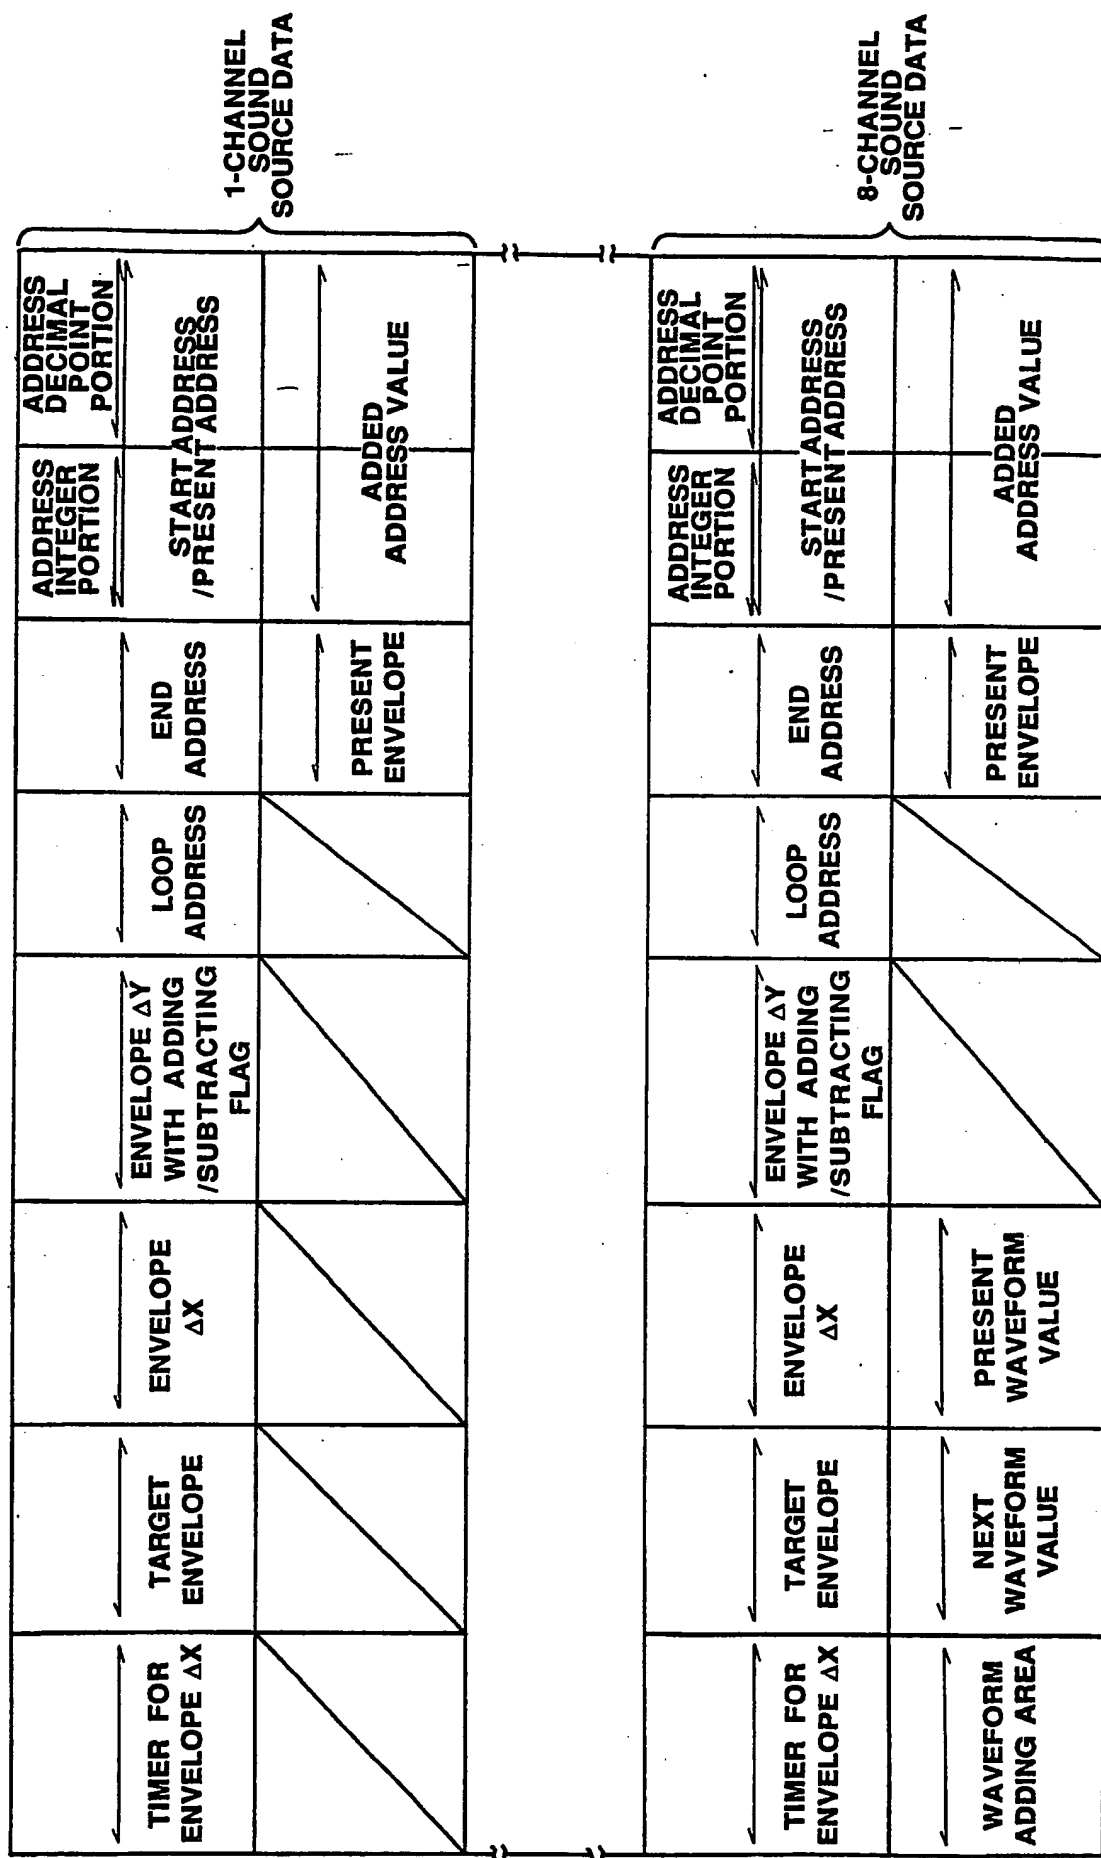 TIMER FOR
ENVELOPE ΔX
TARGET
ENVELOPE
ENVELOPE
ΔX
ENVELOPE ΔY
WITH ADDING
/SUBTRACTING
FLAG
LOOP
ADDRESS
END
ADDRESS
ADDRESS
INTEGER
PORTION
ADDRESS
DECIMAL
POINT
PORTION
START ADDRESS
/PRESENT ADDRESS
PRESENT
ENVELOPE
ADDED
ADDRESS VALUE
1-CHANNEL
SOUND
SOURCE DATA
TIMER FOR
ENVELOPE ΔX
TARGET
ENVELOPE
ENVELOPE
ΔX
ENVELOPE ΔY
WITH ADDING
/SUBTRACTING
FLAG
LOOP
ADDRESS
END
ADDRESS
ADDRESS
INTEGER
PORTION
ADDRESS
DECIMAL
POINT
PORTION
START ADDRESS
/PRESENT ADDRESS
WAVEFORM
ADDING AREA
NEXT
WAVEFORM
VALUE
PRESENT
WAVEFORM
VALUE
PRESENT
ENVELOPE
ADDED
ADDRESS VALUE
8-CHANNEL
SOUND
SOURCE DATA